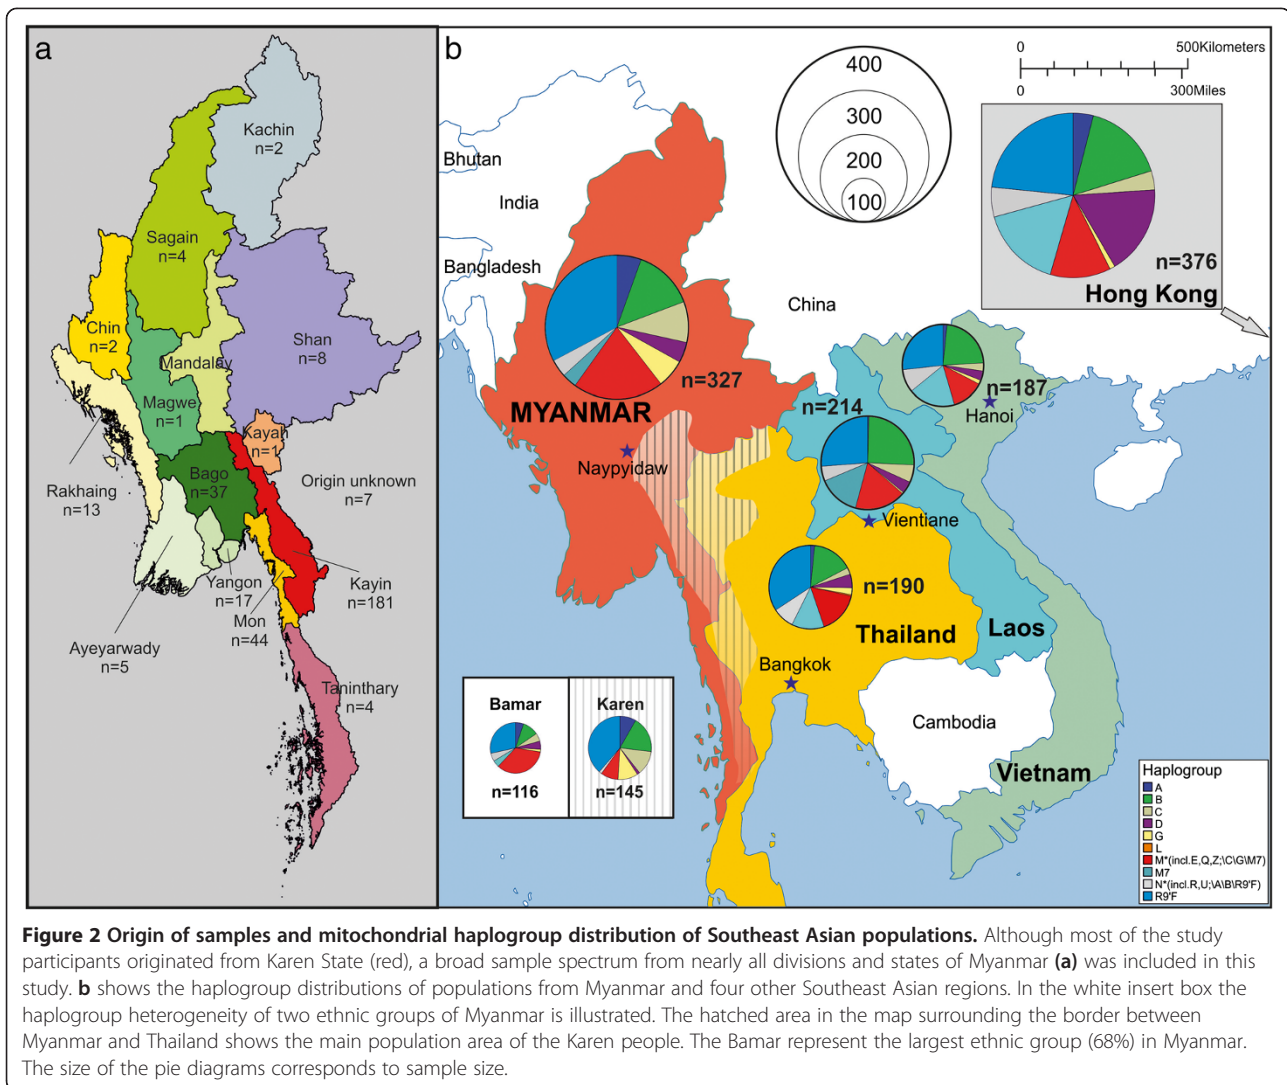 a
Kachin
n=2
Sagain
n=4
Chin
n=2
Mandalay
Shan
n=8
Magwe
n=1
Kayah
n=1
Bago
n=37
Origin unknown
n=7
Rakhaing
n=13
Yangon
n=17
Kayin
n=181
Mon
n=44
Ayeyarwady
n=5
Taninthary
n=4
b
400
300
200
100
0
500Kilometers
0
300Miles
Bhutan
India
Bangladesh
China
n=376
Hong Kong
n=327
MYANMAR
n=187
Hanoi
n=214
Naypyidaw
Vientiane
n=190
Thailand
Laos
Bangkok
Cambodia
Vietnam
Bamar
n=116
Karen
n=145
Haplogroup
A
B
C
D
G
L
M*(incl.E,Q,Z;\C\G\M7)
M7
N*(incl.R,U;\A\B\R9'F)
R9'F
Figure 2 Origin of samples and mitochondrial haplogroup distribution of Southeast Asian populations. Although most of the study
participants originated from Karen State (red), a broad sample spectrum from nearly all divisions and states of Myanmar (a) was included in this
study. b shows the haplogroup distributions of populations from Myanmar and four other Southeast Asian regions. In the white insert box the
haplogroup heterogeneity of two ethnic groups of Myanmar is illustrated. The hatched area in the map surrounding the border between
Myanmar and Thailand shows the main population area of the Karen people. The Bamar represent the largest ethnic group (68%) in Myanmar.
The size of the pie diagrams corresponds to sample size.